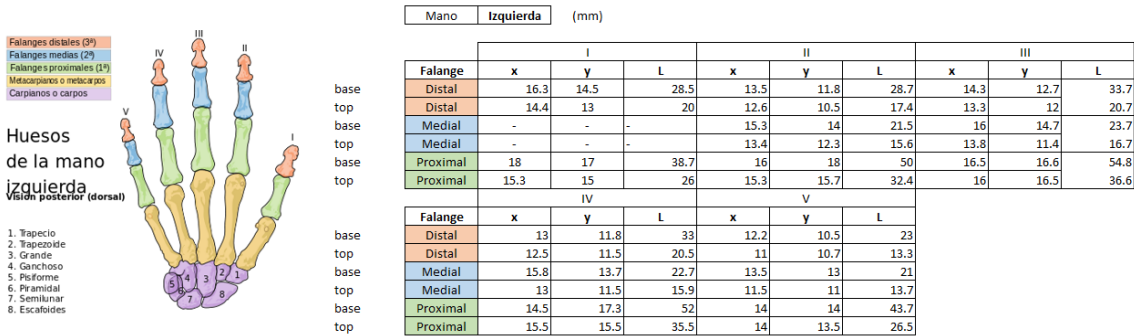 Mano Izquierda (mm)
Falanges distales (3ª)
Falanges medias (2ª)
Falanges proximales (1ª)
Metacarpianos o metacarpos
Carpianos o carpos
III
IV II
V
I
Huesos
de la mano
izquierda
Visión posterior (dorsal)
1. Trapecio
2. Trapezoide
3. Grande
4. Ganchoso
5. Pisiforme
6. Piramidal
7. Semilunar
8. Escafoides
5 6 4 3 2 1
7 8
I II III
Falange x y L x y L x y L
base Distal 16.3 14.5 28.5 13.5 11.8 28.7 14.3 12.7 33.7
top Distal 14.4 13 20 12.6 10.5 17.4 13.3 12 20.7
base Medial - - - 15.3 14 21.5 16 14.7 23.7
top Medial - - - 13.4 12.3 15.6 13.8 11.4 16.7
base Proximal 18 17 38.7 16 18 50 16.5 16.6 54.8
top Proximal 15.3 15 26 15.3 15.7 32.4 16 16.5 36.6
IV V
Falange x y L x y L
base Distal 13 11.8 33 12.2 10.5 23
top Distal 12.5 11.5 20.5 11 10.7 13.3
base Medial 15.8 13.7 22.7 13.5 13 21
top Medial 13 11.5 15.9 11.5 11 13.7
base Proximal 14.5 17.3 52 14 14 43.7
top Proximal 15.5 15.5 35.5 14 13.5 26.5